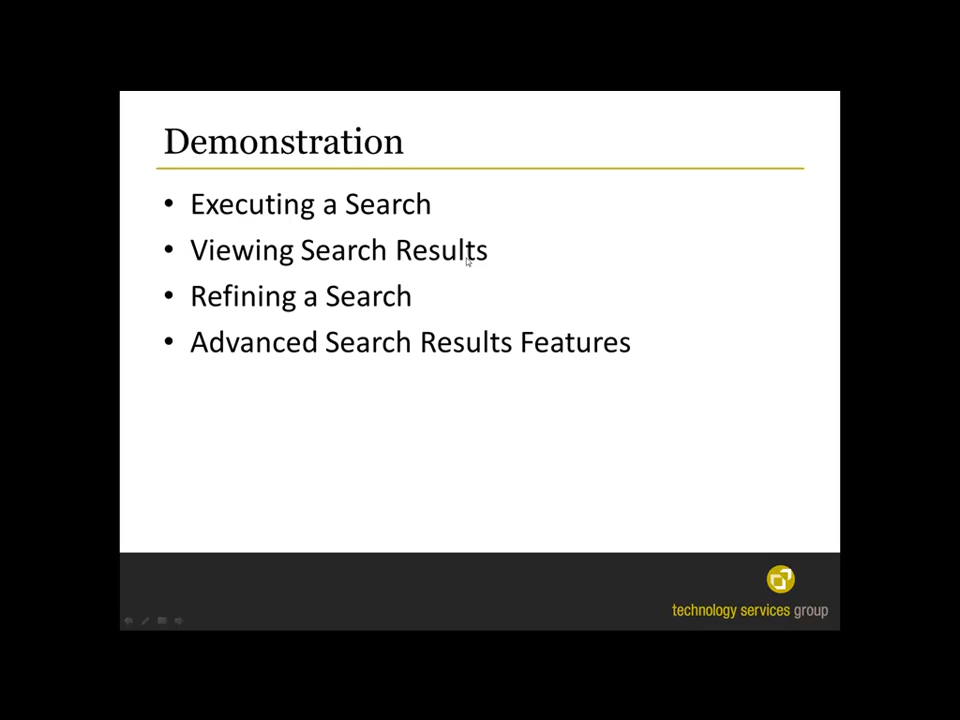 Demonstration
• Executing a Search
• Viewing Search Results
• Refining a Search
• Advanced Search Results Features
technology services group